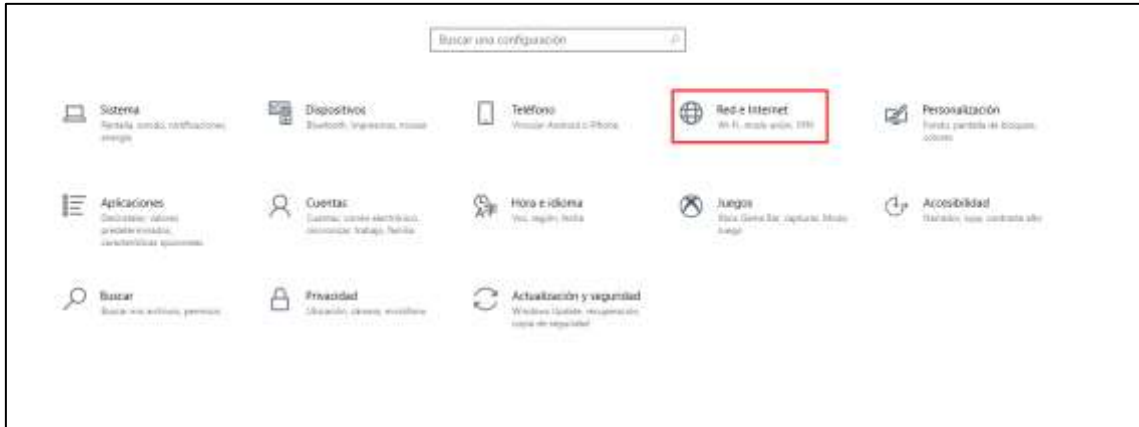 Buscar una configuración
Sistema
Pantalla, sonido, notificaciones,
energía
Dispositivos
Bluetooth, impresoras, mouse
Teléfono
Vincular Android o iPhone
Red e Internet
Wi-Fi, modo avión, VPN
Personalización
Fondo, pantalla de bloqueo,
colores
Aplicaciones
Desinstalar, valores
predeterminados,
características opcionales
Cuentas
Cuentas, correo electrónico,
sincronizar, trabajo, familia
Hora e idioma
Voz, región, fecha
Juegos
Xbox Game Bar, capturas, Modo
Juego
Accesibilidad
Narrador, lupa, contraste alto
Buscar
Buscar mis archivos, permisos
Privacidad
Ubicación, cámara, micrófono
Actualización y seguridad
Windows Update, recuperación,
copia de seguridad